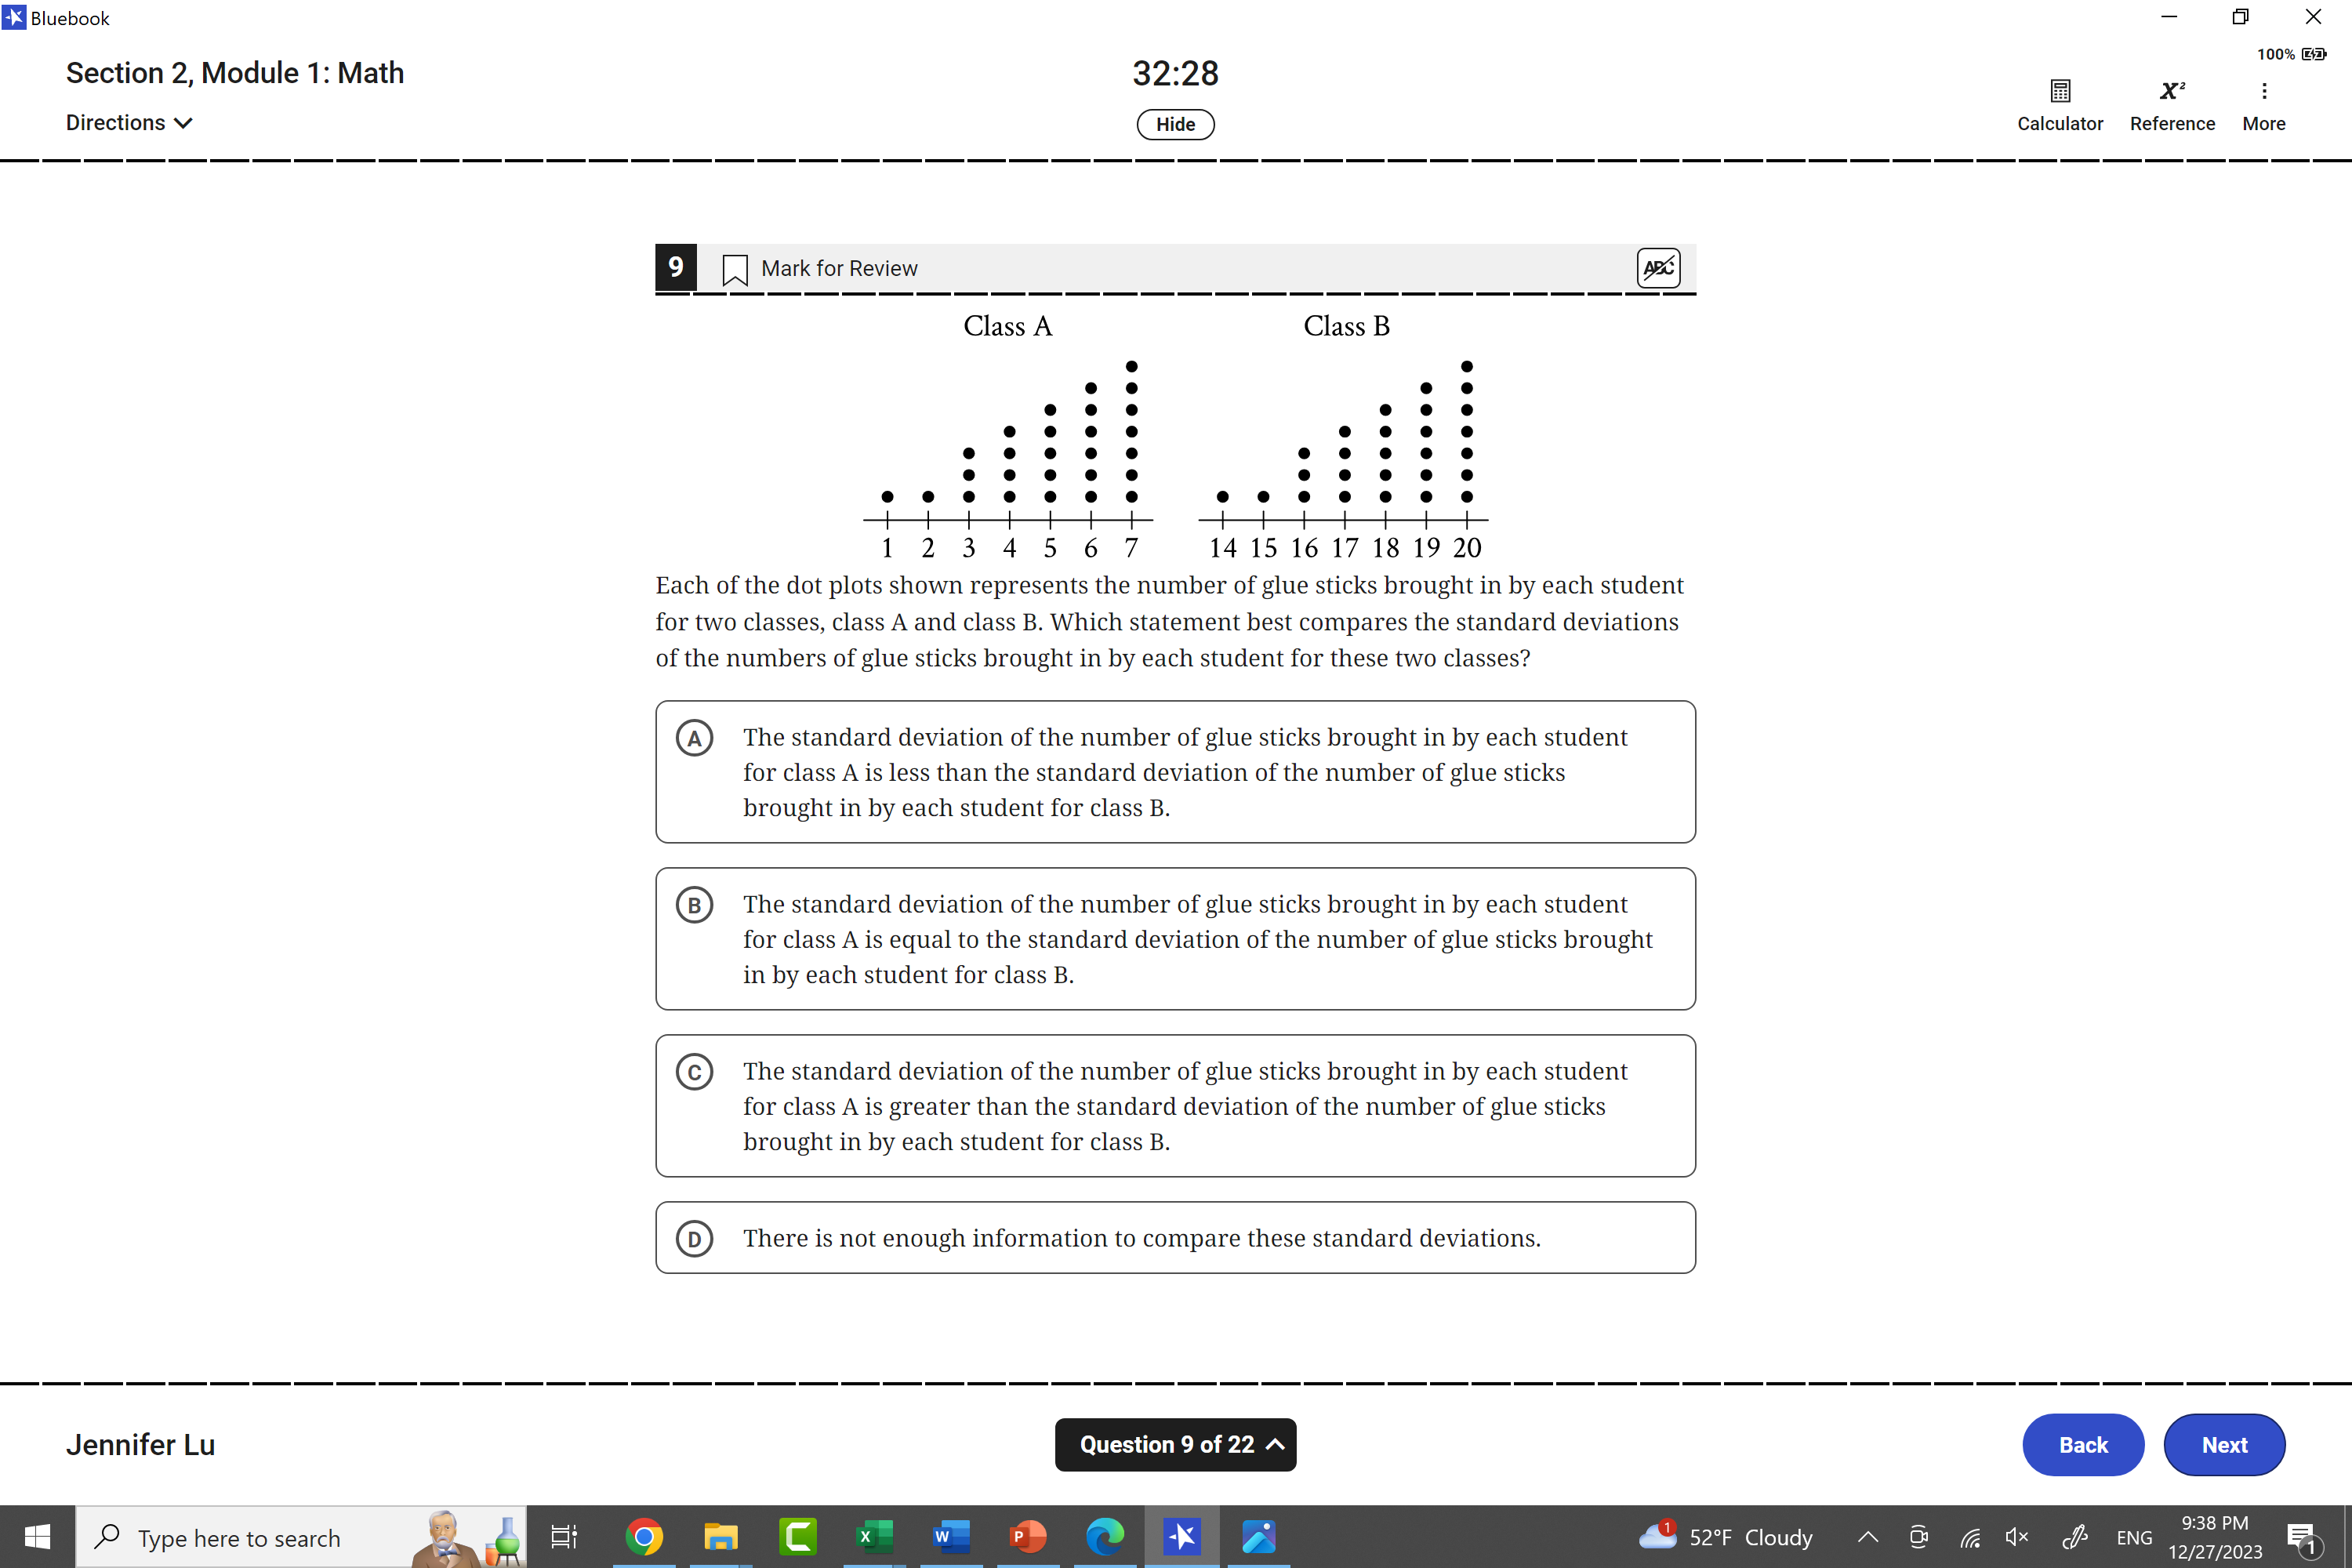 Bluebook
100%
Section 2, Module 1: Math
32:28
Directions
Hide
Calculator
Reference
More
9
Mark for Review
ABC
Class A
Class B
1 2 3 4 5 6 7
14 15 16 17 18 19 20
Each of the dot plots shown represents the number of glue sticks brought in by each student
for two classes, class A and class B. Which statement best compares the standard deviations
of the numbers of glue sticks brought in by each student for these two classes?
A
The standard deviation of the number of glue sticks brought in by each student
for class A is less than the standard deviation of the number of glue sticks
brought in by each student for class B.
B
The standard deviation of the number of glue sticks brought in by each student
for class A is equal to the standard deviation of the number of glue sticks brought
in by each student for class B.
C
The standard deviation of the number of glue sticks brought in by each student
for class A is greater than the standard deviation of the number of glue sticks
brought in by each student for class B.
D
There is not enough information to compare these standard deviations.
Jennifer Lu
Question 9 of 22
Back
Next
Type here to search
1
52°F Cloudy
ENG
9:38 PM
12/27/2023
1